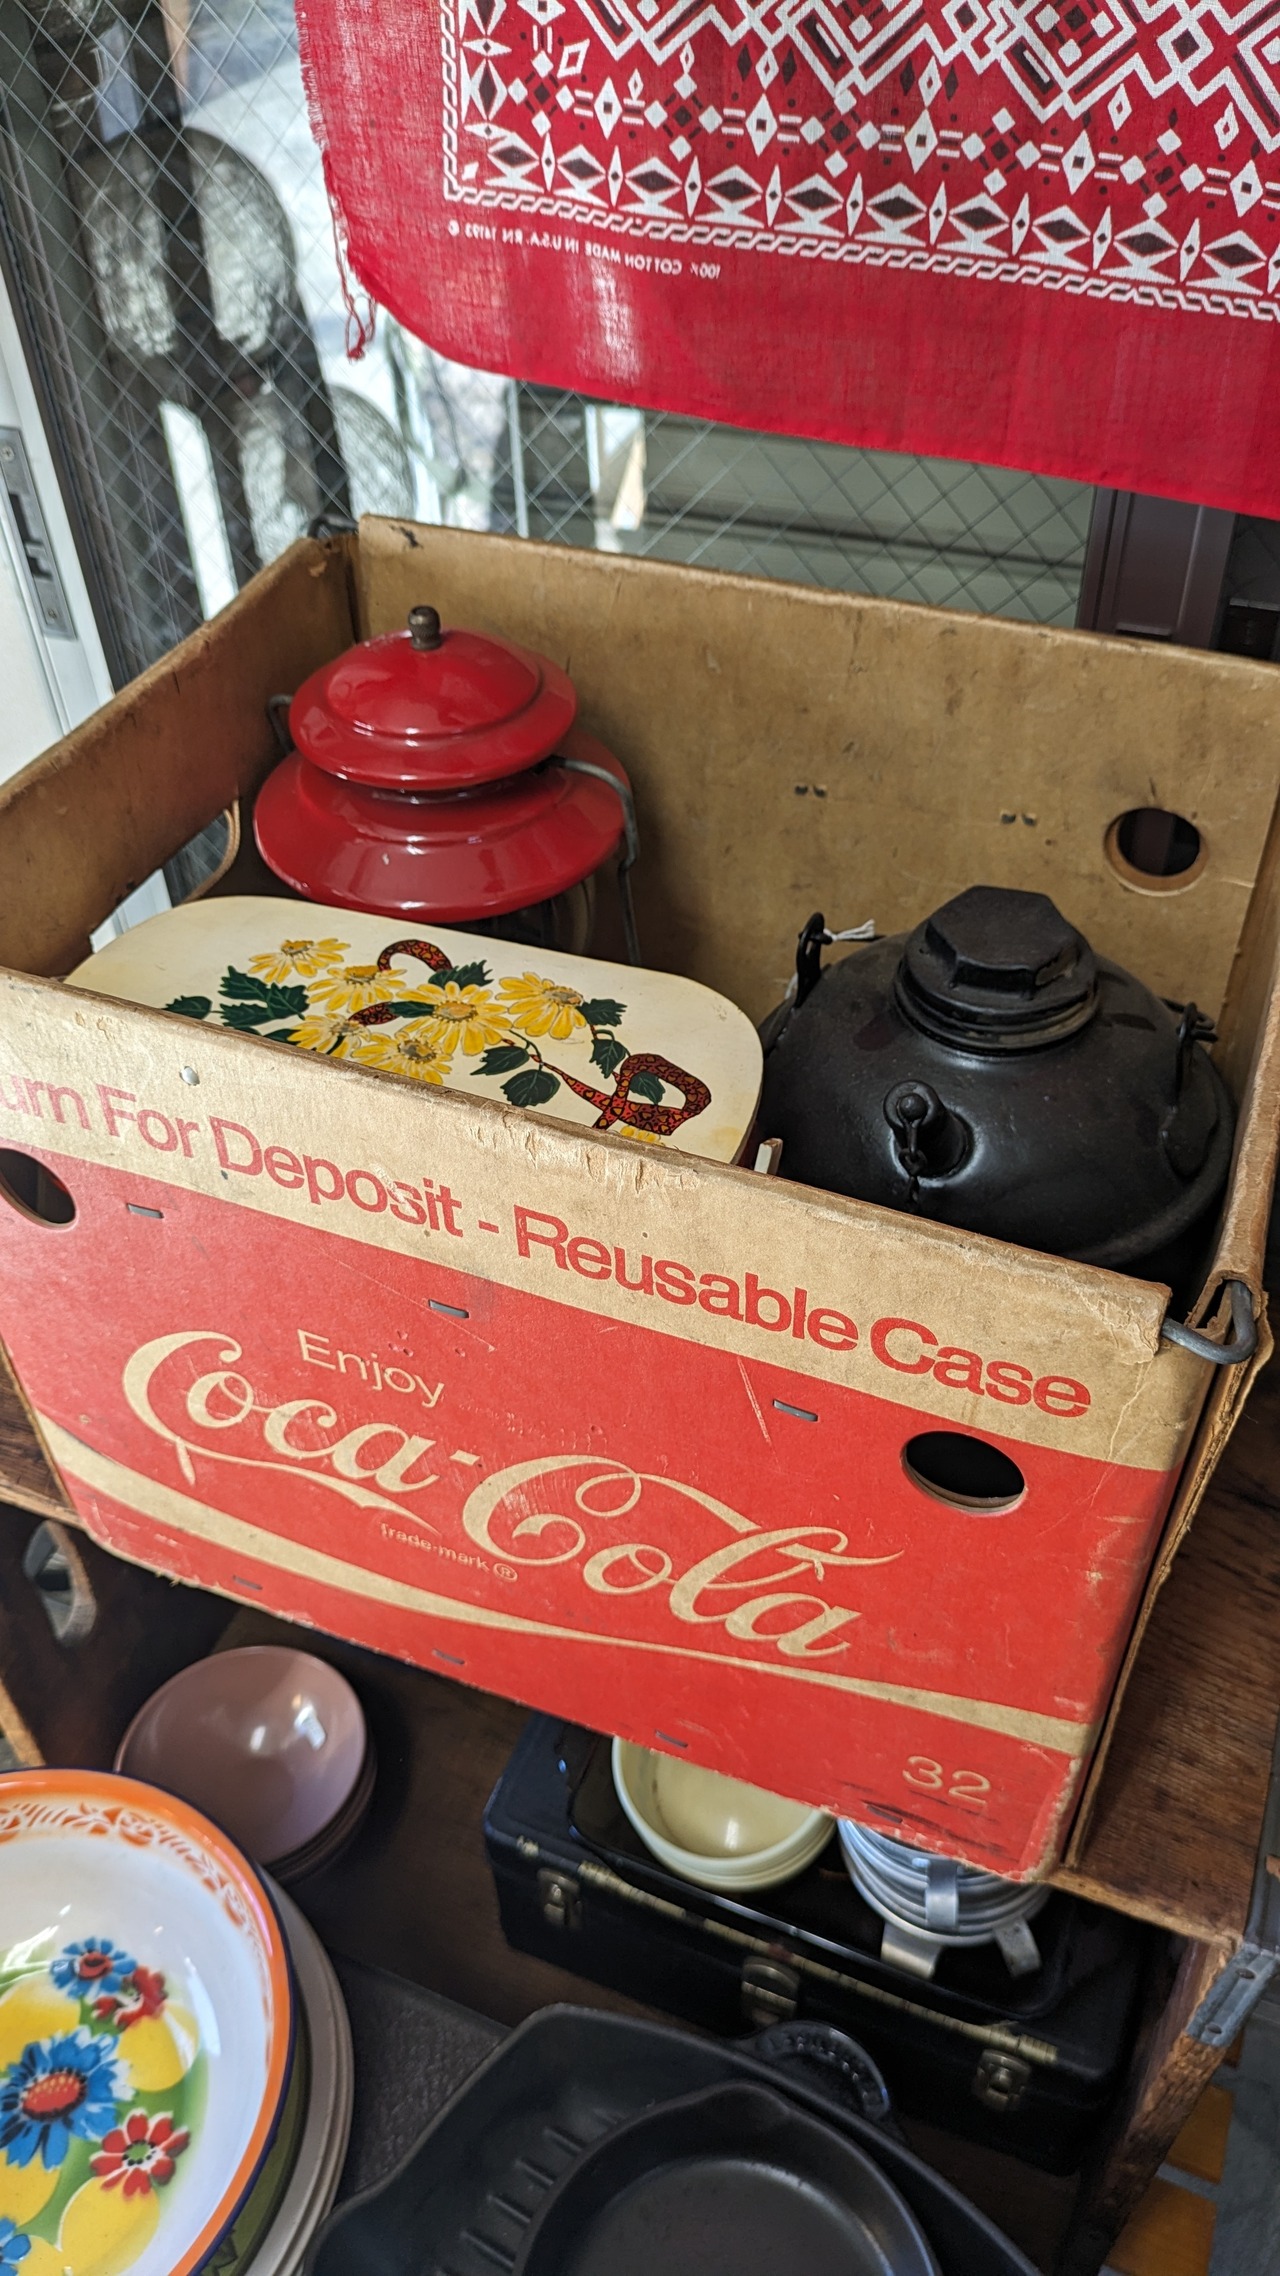 100% COTTON MADE IN U.S.A. RN 14193 ©
urn For Deposit - Reusable Case
Enjoy
Coca-Cola
Trade-mark ®
32